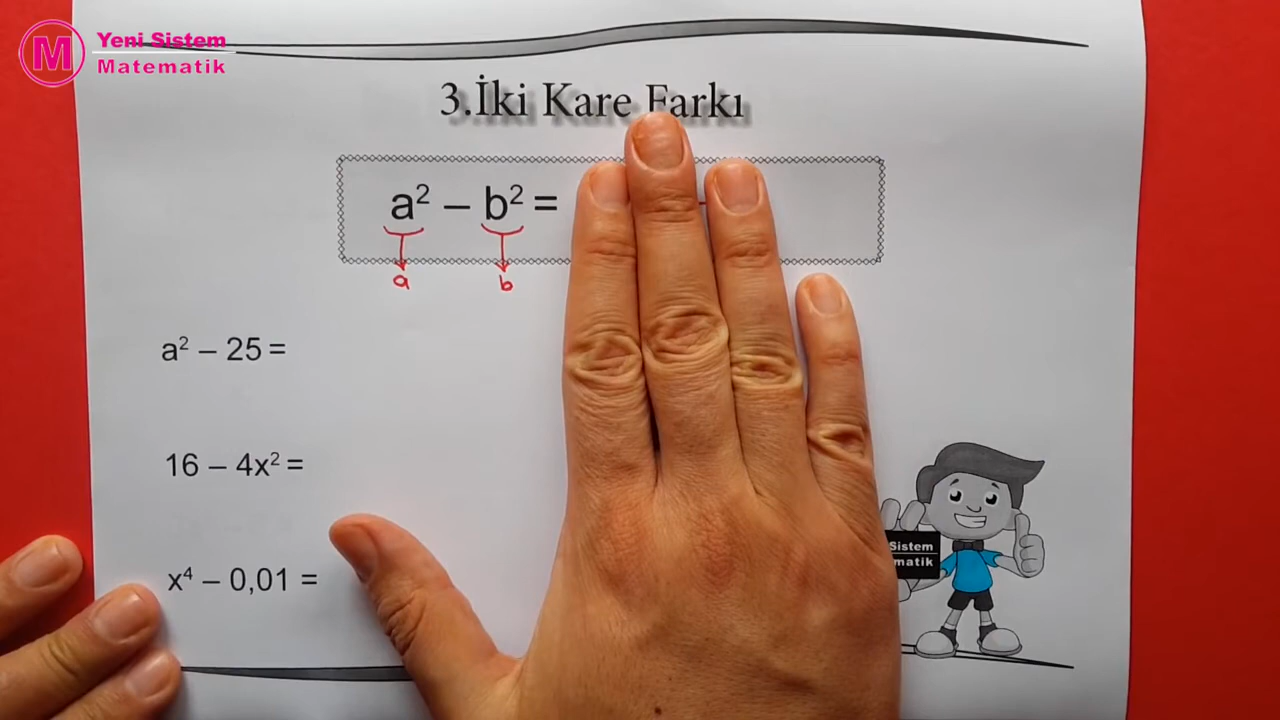 Yeni Sistem
Matematik
3.İki Kare Farkı
a² – b² =
a
b
a² – 25 =
16 – 4x² =
x⁴ – 0,01 =
Sistem
matik